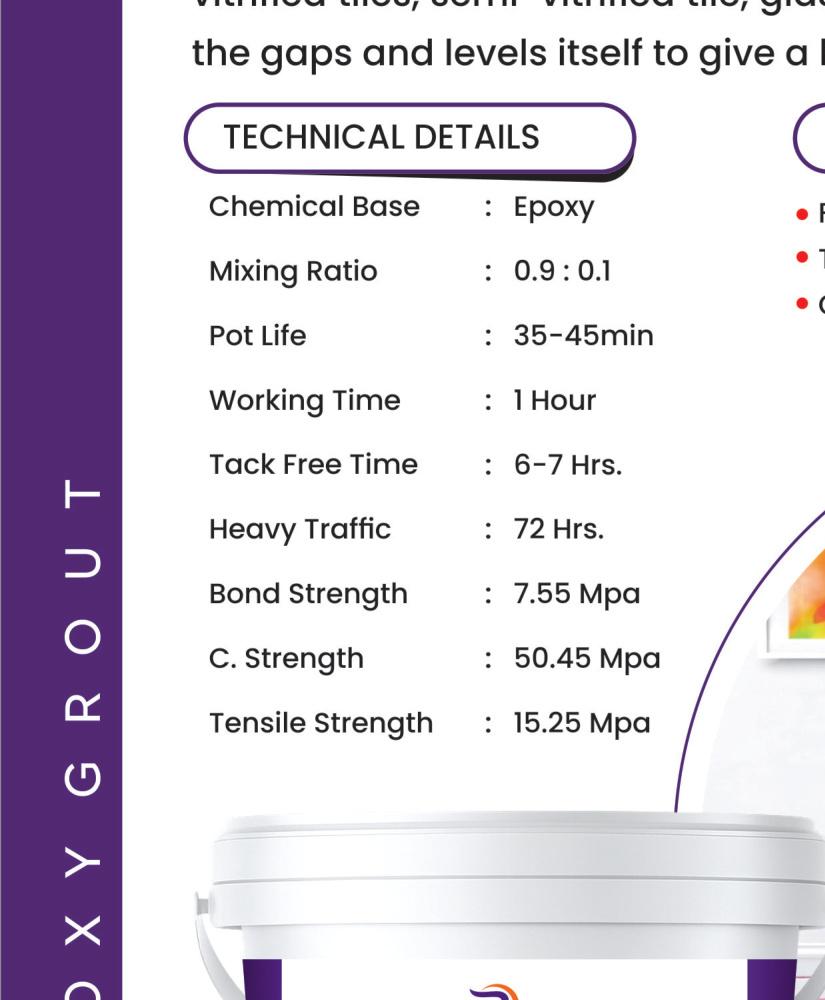 the gaps and levels itself to give a
TECHNICAL DETAILS
Chemical Base : Epoxy
Mixing Ratio : 0.9 : 0.1
Pot Life : 35-45min
Working Time : 1 Hour
Tack Free Time : 6-7 Hrs.
Heavy Traffic : 72 Hrs.
Bond Strength : 7.55 Mpa
C. Strength : 50.45 Mpa
Tensile Strength : 15.25 Mpa
OXY GROUT